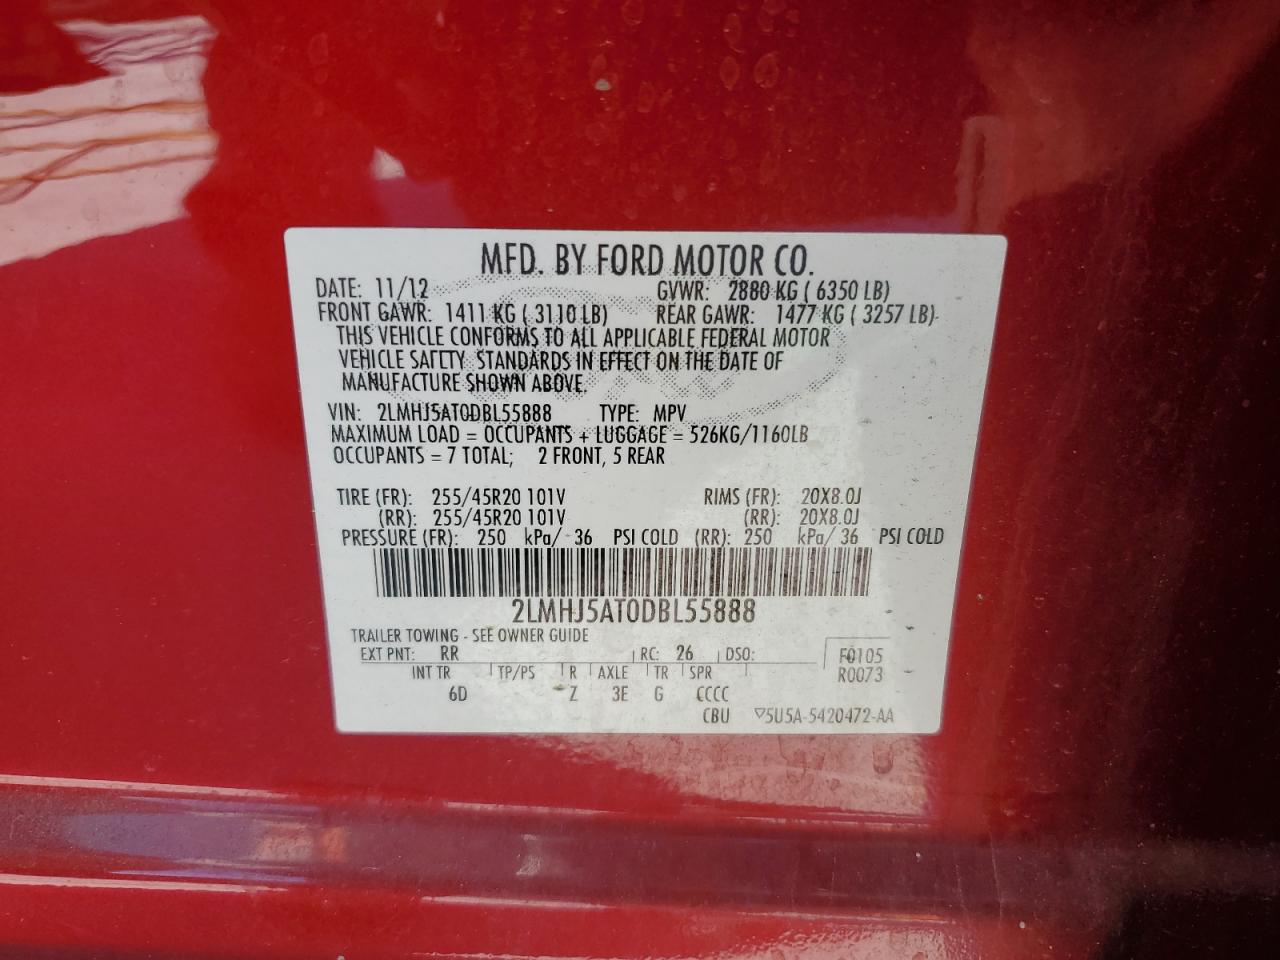 MFD. BY FORD MOTOR CO.
DATE: 11/12 GVWR: 2880 KG ( 6350 LB)
FRONT GAWR: 1411 KG ( 3110 LB) REAR GAWR: 1477 KG ( 3257 LB)
THIS VEHICLE CONFORMS TO ALL APPLICABLE FEDERAL MOTOR
VEHICLE SAFETY STANDARDS IN EFFECT ON THE DATE OF
MANUFACTURE SHOWN ABOVE.
VIN: 2LMHJ5AT0DBL55888 TYPE: MPV
MAXIMUM LOAD = OCCUPANTS + LUGGAGE = 526KG/1160LB
OCCUPANTS = 7 TOTAL; 2 FRONT, 5 REAR
TIRE (FR): 255/45R20 101V RIMS (FR): 20X8.0J
(RR): 255/45R20 101V (RR): 20X8.0J
PRESSURE (FR): 250 kPa/ 36 PSI COLD (RR): 250 kPa/ 36 PSI COLD
2LMHJ5AT0DBL55888
TRAILER TOWING - SEE OWNER GUIDE
EXT PNT: RR RC: 26 DSO: F0105
INT TR TP/PS R AXLE TR SPR R0073
6D Z 3E G CCCC
CBU ▽5U5A-5420472-AA